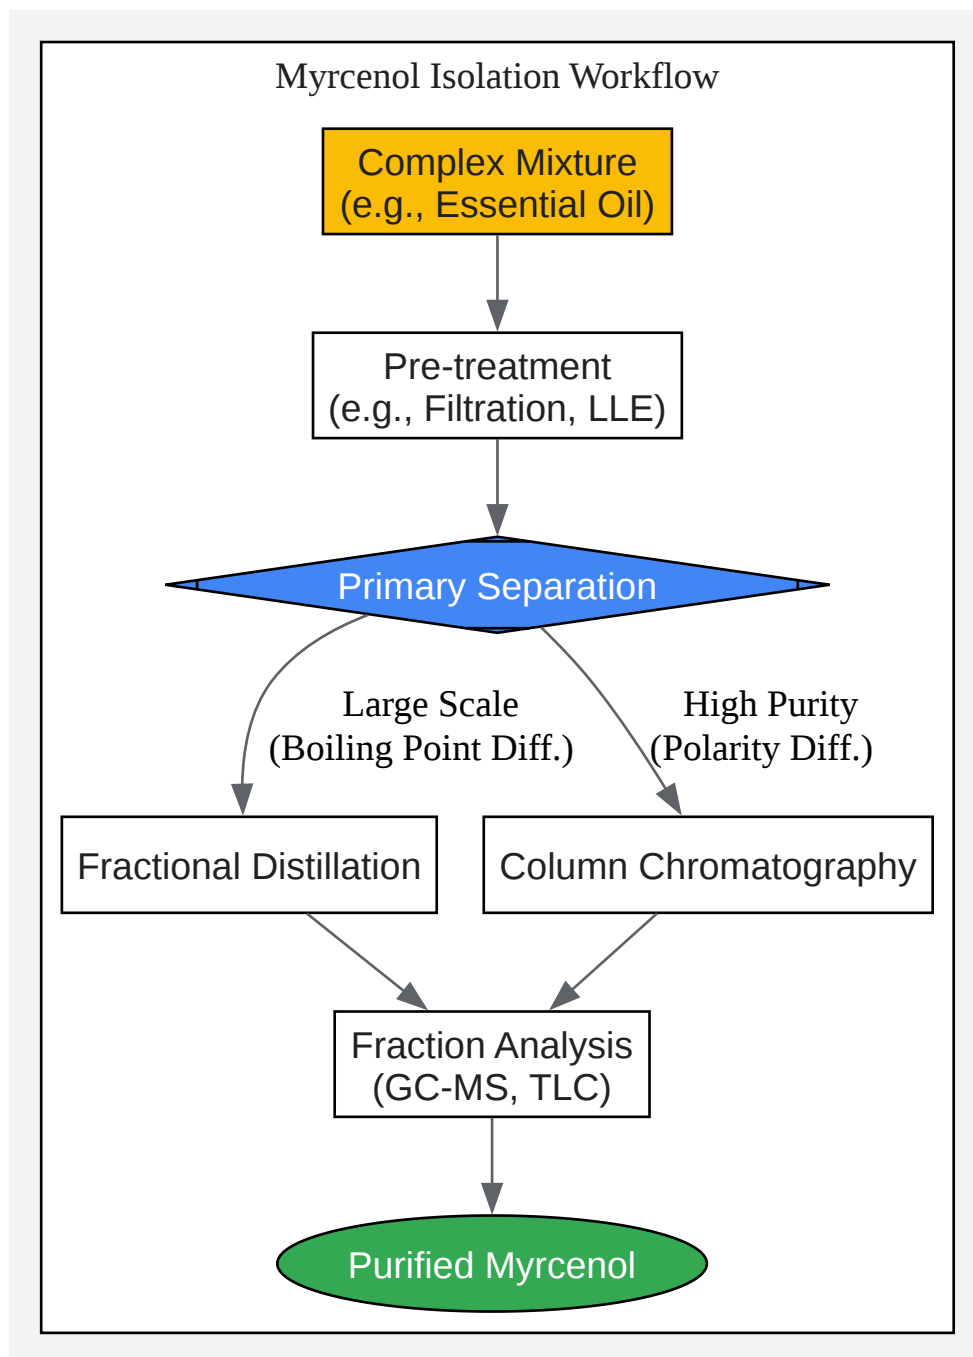 Myrcenol Isolation Workflow
Complex Mixture
(e.g., Essential Oil)
Pre-treatment
(e.g., Filtration, LLE)
Primary Separation
Large Scale
(Boiling Point Diff.)
High Purity
(Polarity Diff.)
Fractional Distillation
Column Chromatography
Fraction Analysis
(GC-MS, TLC)
Purified Myrcenol